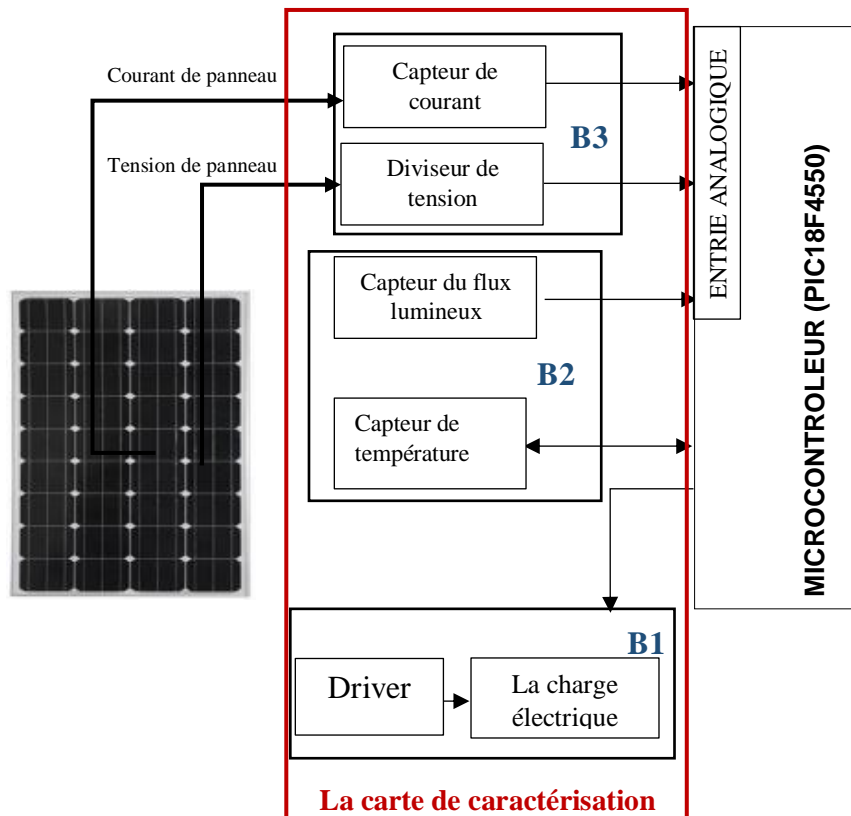 Courant de panneau
Capteur de
courant
B3
Tension de panneau
Diviseur de
tension
ENTRIE ANALOGIQUE
MICROCONTROLEUR (PIC18F4550)
Capteur du flux
lumineux
B2
Capteur de
température
B1
Driver
La charge
électrique
La carte de caractérisation